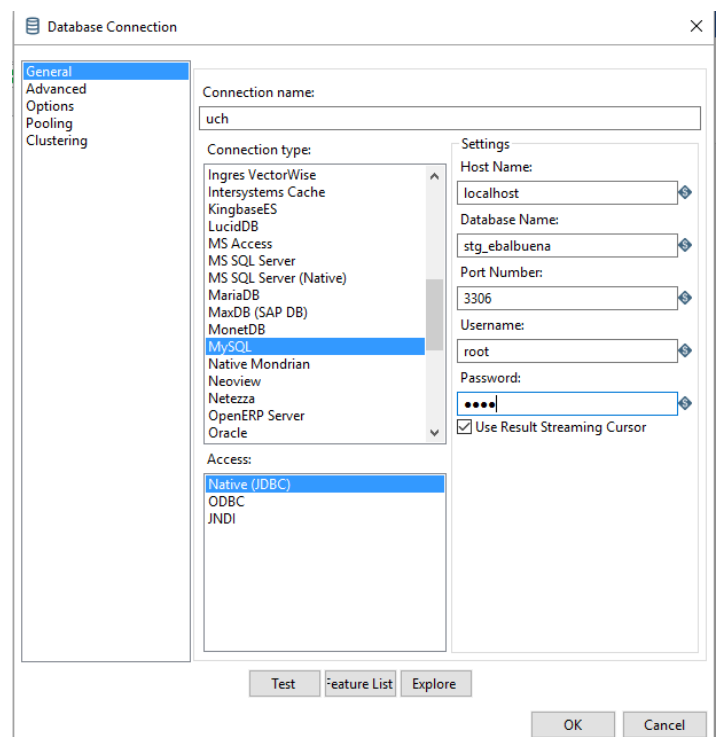 Database Connection
General
Advanced
Options
Pooling
Clustering
Connection name:
uch
Connection type:
Ingres VectorWise
Intersystems Cache
KingbaseES
LucidDB
MS Access
MS SQL Server
MS SQL Server (Native)
MariaDB
MaxDB (SAP DB)
MonetDB
MySQL
Native Mondrian
Neoview
Netezza
OpenERP Server
Oracle
Access:
Native (JDBC)
ODBC
JNDI
Settings
Host Name:
localhost
Database Name:
stg_ebalbuena
Port Number:
3306
Username:
root
Password:
••••
Use Result Streaming Cursor
Test
Feature List
Explore
OK
Cancel